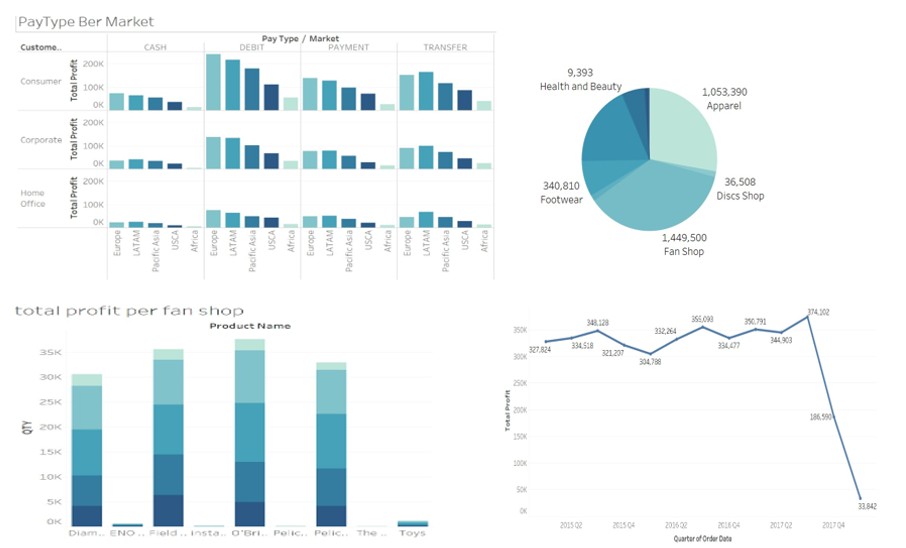 PayType Ber Market
Pay Type / Market
Custome.. CASH DEBIT PAYMENT TRANSFER
Consumer
Total Profit
200K
100K
0K
Corporate
Total Profit
200K
100K
0K
Home
Office
Total Profit
200K
100K
0K
Europe LATAM Pacific Asia USCA Africa Europe LATAM Pacific Asia USCA Africa Europe LATAM Pacific Asia USCA Africa Europe LATAM Pacific Asia USCA Africa
9,393
Health and Beauty
1,053,390
Apparel
36,508
Discs Shop
340,810
Footwear
1,449,500
Fan Shop
total profit per fan shop
Product Name
QTY
35K
30K
25K
20K
15K
10K
5K
0K
Diam.. ENO .. Field .. Insta.. O'Bri.. Pelic.. Pelic.. The .. Toys
Total Profit
350K
300K
250K
200K
150K
100K
50K
0K
327,824
334,518
348,128
321,207
304,788
332,264
355,093
334,477
350,791
344,903
374,102
186,590
33,842
2015 Q2 2015 Q4 2016 Q2 2016 Q4 2017 Q2 2017 Q4
Quarter of Order Date